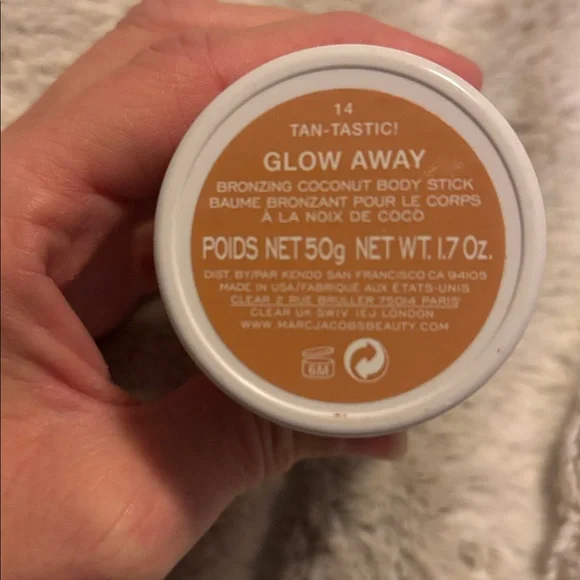 14
TAN-TASTIC!
GLOW AWAY
BRONZING COCONUT BODY STICK
BAUME BRONZANT POUR LE CORPS
À LA NOIX DE COCO
POIDS NET 50g NET WT. 1.7 Oz.
DIST. BY/PAR KENDO SAN FRANCISCO CA 94105
MADE IN USA/FABRIQUÉ AUX ÉTATS-UNIS
CLEAR 2 RUE BRULLER 75014 PARIS
CLEAR UK SW1V 1EJ LONDON
WWW.MARCJACOBSBEAUTY.COM
6M